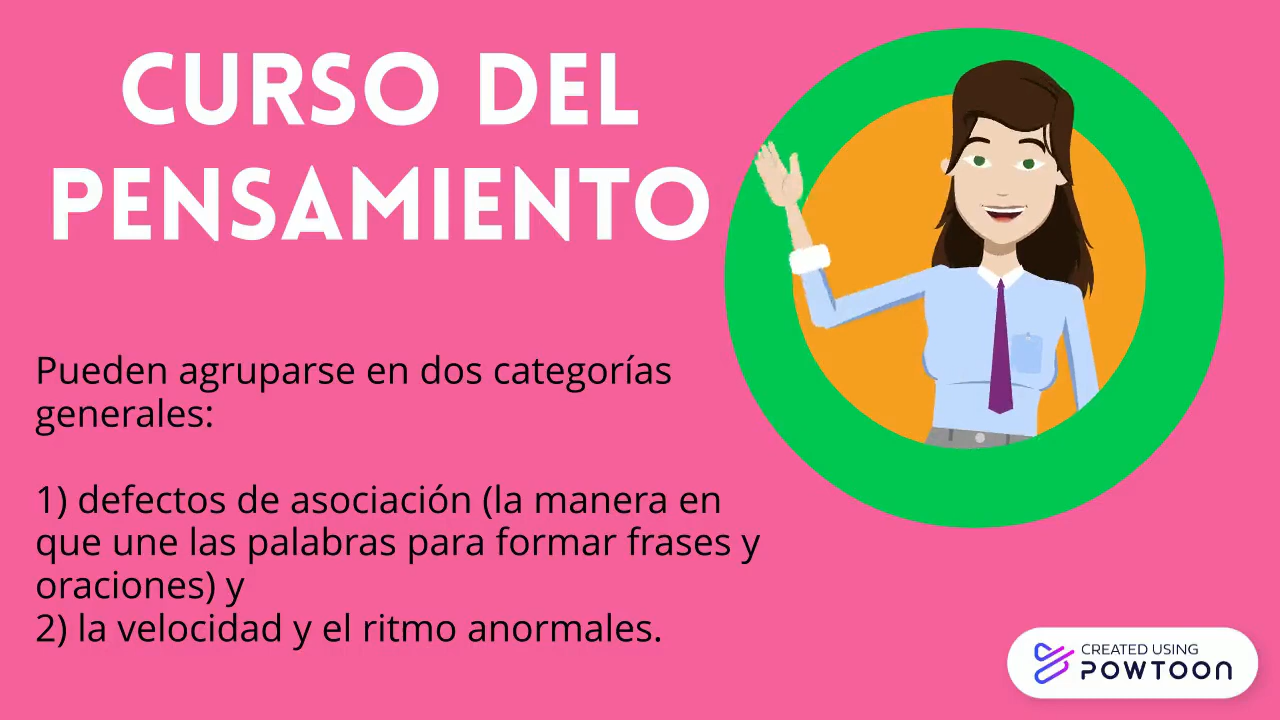 CURSO DEL
PENSAMIENTO
Pueden agruparse en dos categorías
generales:
1) defectos de asociación (la manera en
que une las palabras para formar frases y
oraciones) y
2) la velocidad y el ritmo anormales.
CREATED USING
POWTOON